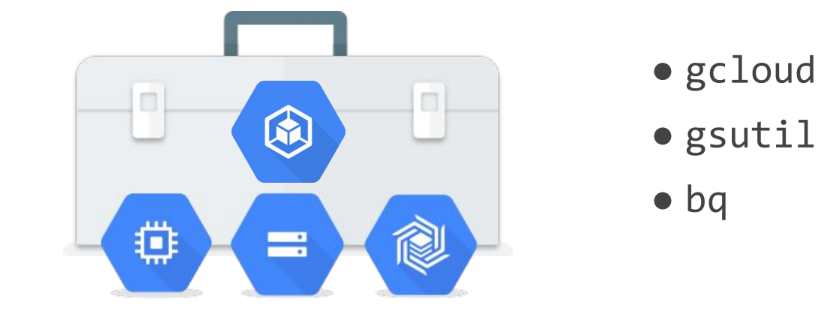 ● gcloud
● gsutil
● bq